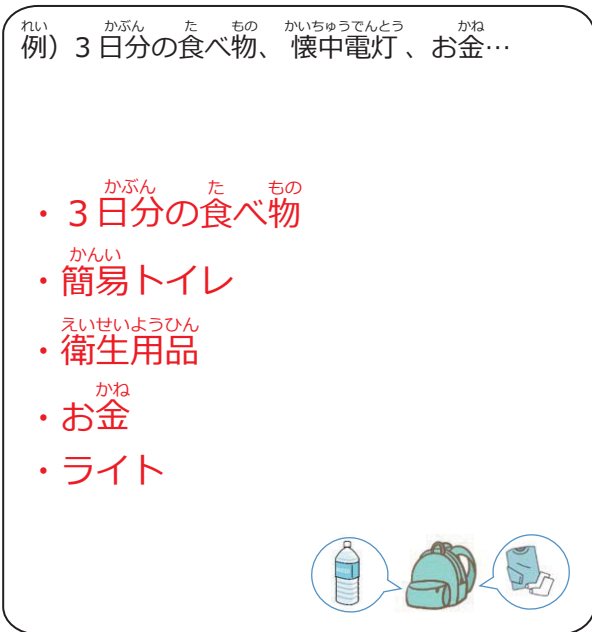 例）３日分の食べ物、懐中電灯、お金…
・３日分の食べ物
・簡易トイレ
・衛生用品
・お金
・ライト